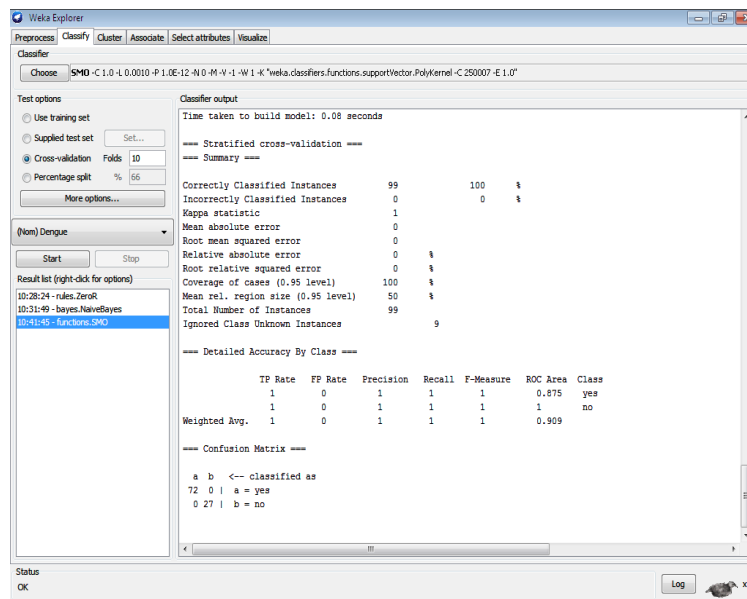 Weka Explorer
Preprocess Classify Cluster Associate Select attributes Visualize
Classifier
Choose SMO -C 1.0 -L 0.0010 -P 1.0E-12 -N 0 -M -V -1 -W 1 -K "weka.classifiers.functions.supportVector.PolyKernel -C 250007 -E 1.0"
Test options
Use training set
Supplied test set Set...
Cross-validation Folds 10
Percentage split % 66
More options...
(Nom) Dengue
Start Stop
Result list (right-click for options)
10:28:24 - rules.ZeroR
10:31:49 - bayes.NaiveBayes
10:41:45 - functions.SMO
Classifier output
Time taken to build model: 0.08 seconds
=== Stratified cross-validation ===
=== Summary ===
Correctly Classified Instances 99 100 %
Incorrectly Classified Instances 0 0 %
Kappa statistic 1
Mean absolute error 0
Root mean squared error 0
Relative absolute error 0 %
Root relative squared error 0 %
Coverage of cases (0.95 level) 100 %
Mean rel. region size (0.95 level) 50 %
Total Number of Instances 99
Ignored Class Unknown Instances 9
=== Detailed Accuracy By Class ===
TP Rate FP Rate Precision Recall F-Measure ROC Area Class
1 0 1 1 1 0.875 yes
1 0 1 1 1 1 no
Weighted Avg. 1 0 1 1 1 0.909
=== Confusion Matrix ===
a b <-- classified as
72 0 | a = yes
0 27 | b = no
Status
OK
Log
x